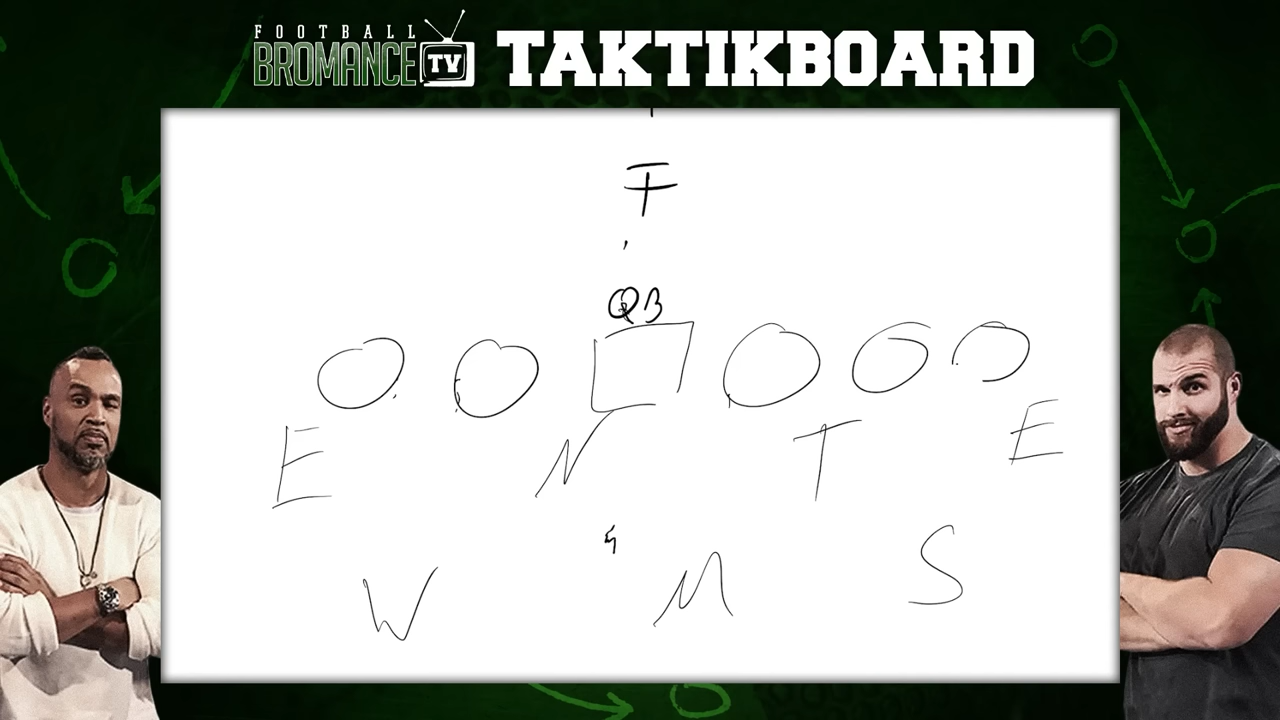 FOOTBALL
BROMANCE TV
TAKTIKBOARD
F
QB
E N T E
W M S